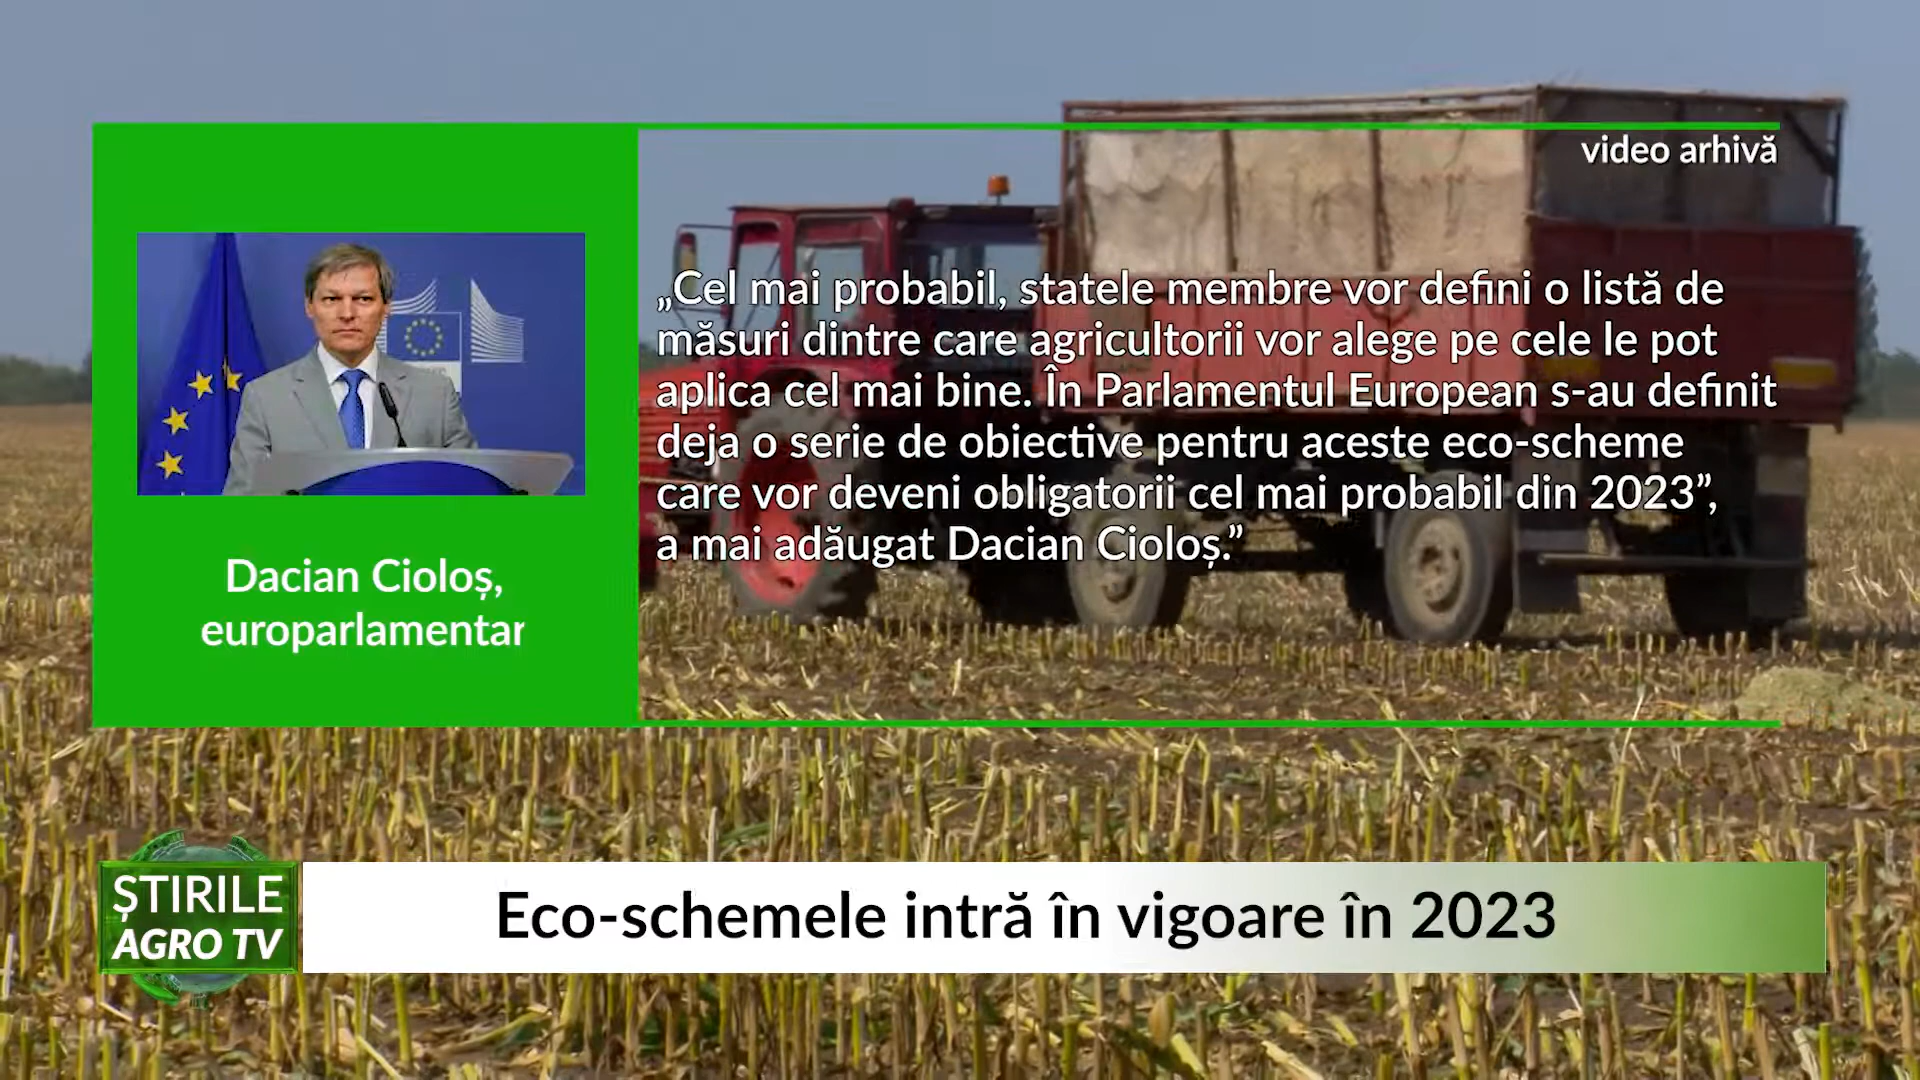 video arhivă
„Cel mai probabil, statele membre vor defini o listă de
măsuri dintre care agricultorii vor alege pe cele le pot
aplica cel mai bine. În Parlamentul European s-au definit
deja o serie de obiective pentru aceste eco-scheme
care vor deveni obligatorii cel mai probabil din 2023”,
a mai adăugat Dacian Cioloș.”
Dacian Cioloș,
europarlamentar
ȘTIRILE
AGRO TV
Eco-schemele intră în vigoare în 2023